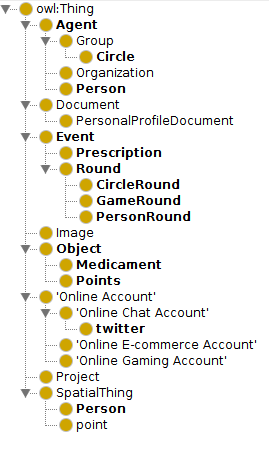 owl:Thing
Agent
Group
Circle
Organization
Person
Document
PersonalProfileDocument
Event
Prescription
Round
CircleRound
GameRound
PersonRound
Image
Object
Medicament
Points
'Online Account'
'Online Chat Account'
twitter
'Online E-commerce Account'
'Online Gaming Account'
Project
SpatialThing
Person
point